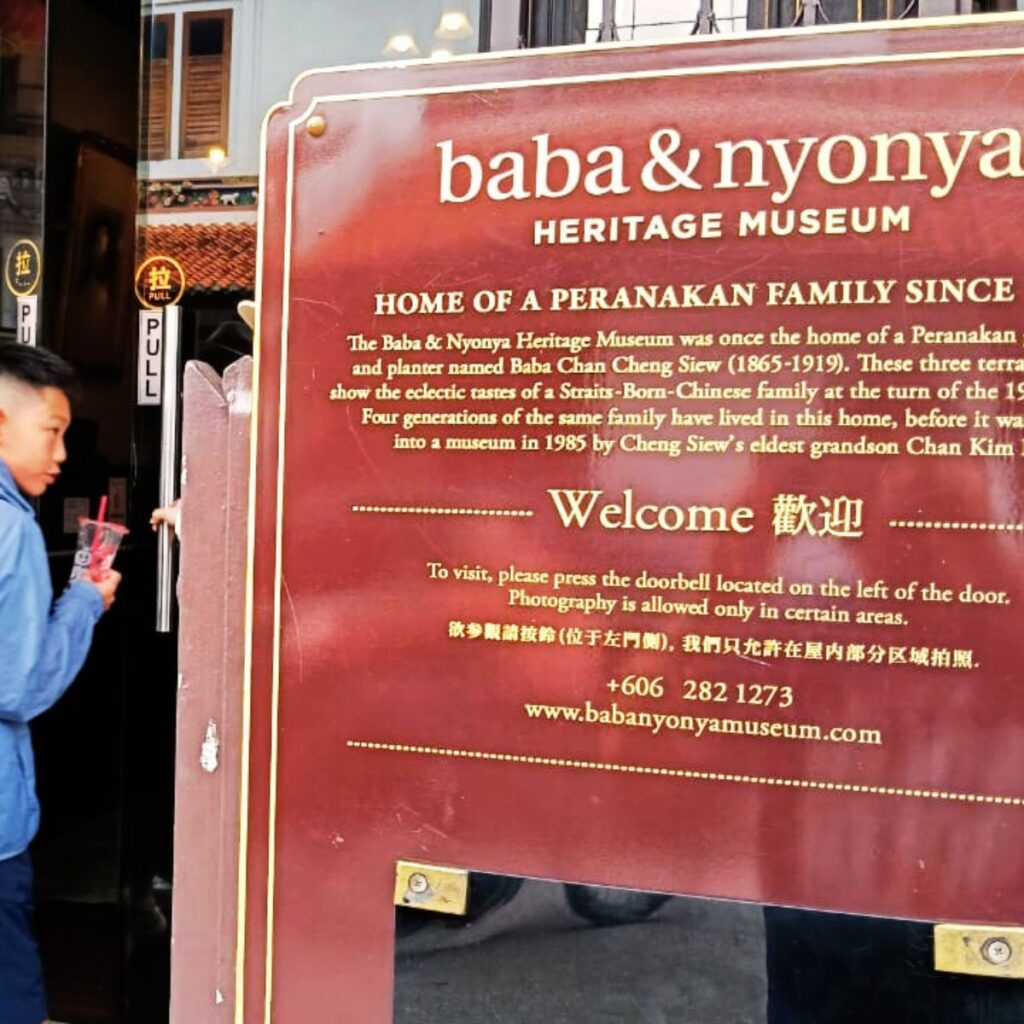 baba & nyonya
HERITAGE MUSEUM
HOME OF A PERANAKAN FAMILY SINCE
The Baba & Nyonya Heritage Museum was once the home of a Peranakan
and planter named Baba Chan Cheng Siew (1865-1919). These three terra
show the eclectic tastes of a Straits-Born-Chinese family at the turn of the 19
Four generations of the same family have lived in this home, before it wa
into a museum in 1985 by Cheng Siew's eldest grandson Chan Kim
Welcome 歡迎
To visit, please press the doorbell located on the left of the door.
Photography is allowed only in certain areas.
欲参觀請按鈴(位于左門側), 我們只允許在屋内部分区域拍照.
+606 282 1273
www.babanyonyamuseum.com
拉
PULL
PULL
拉
PU